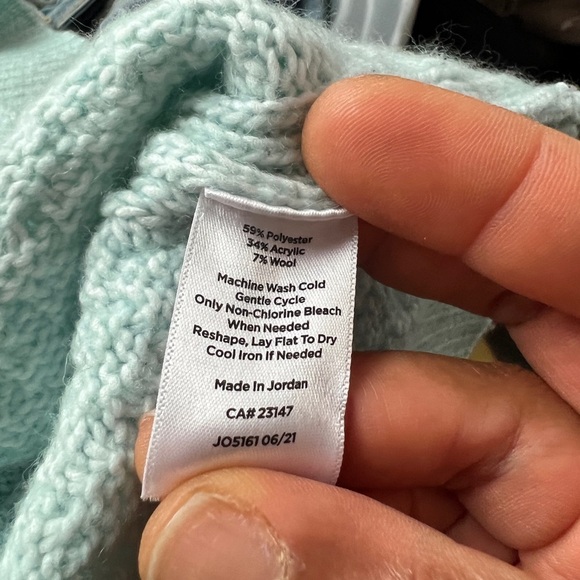 59% Polyester
34% Acrylic
7% Wool
Machine Wash Cold
Gentle Cycle
Only Non-Chlorine Bleach
When Needed
Reshape, Lay Flat To Dry
Cool Iron If Needed
Made In Jordan
CA# 23147
JO5161 06/21